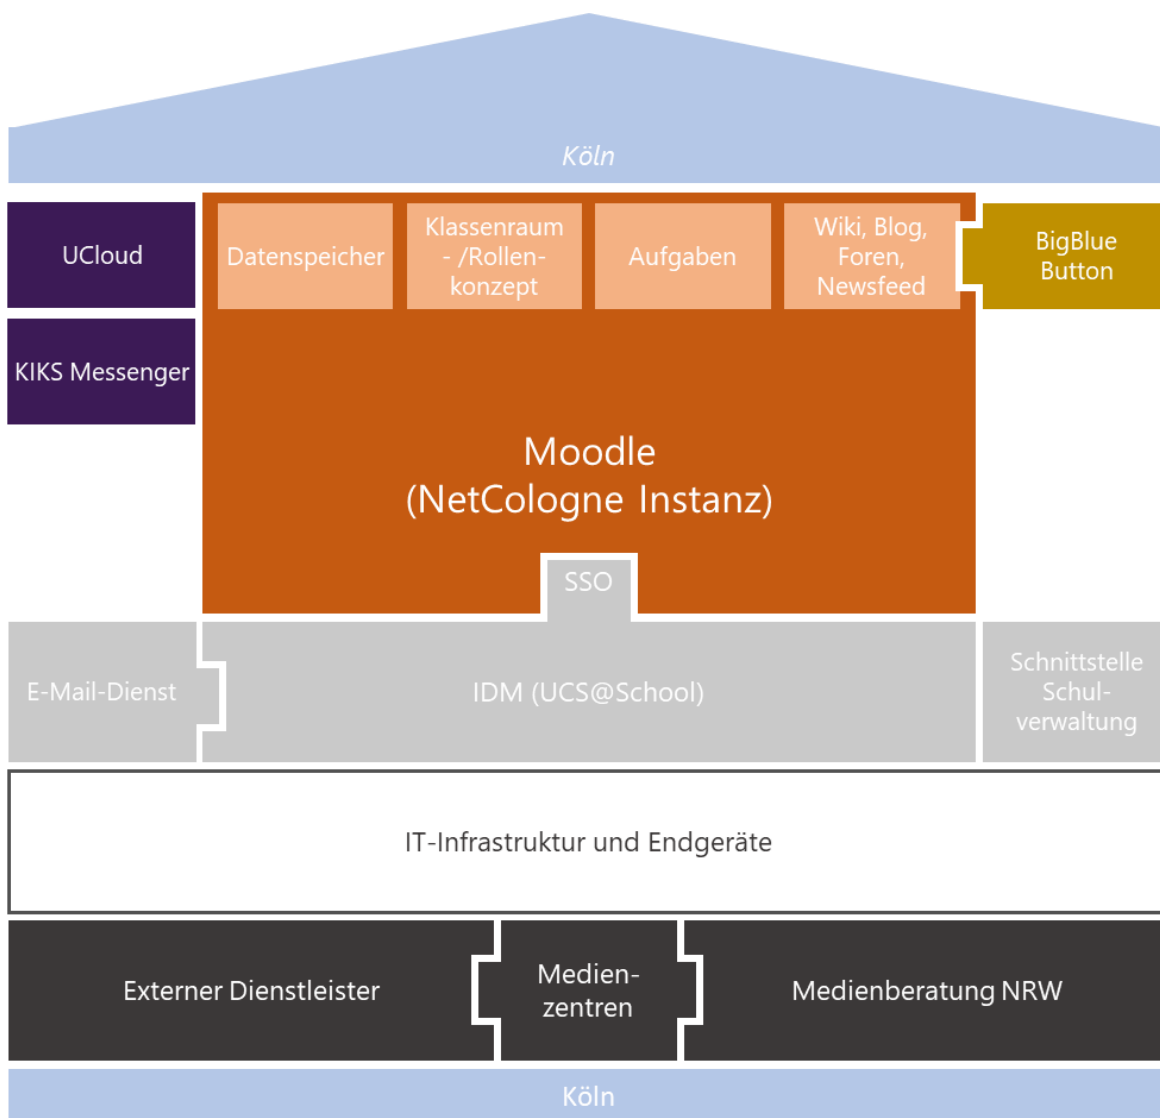 Köln
UCloud
Datenspeicher
Klassenraum
- /Rollen-
konzept
Aufgaben
Wiki, Blog,
Foren,
Newsfeed
BigBlue
Button
KIKS Messenger
Moodle
(NetCologne Instanz)
SSO
E-Mail-Dienst
IDM (UCS@School)
Schnittstelle
Schul-
verwaltung
IT-Infrastruktur und Endgeräte
Externer Dienstleister
Medien-
zentren
Medienberatung NRW
Köln